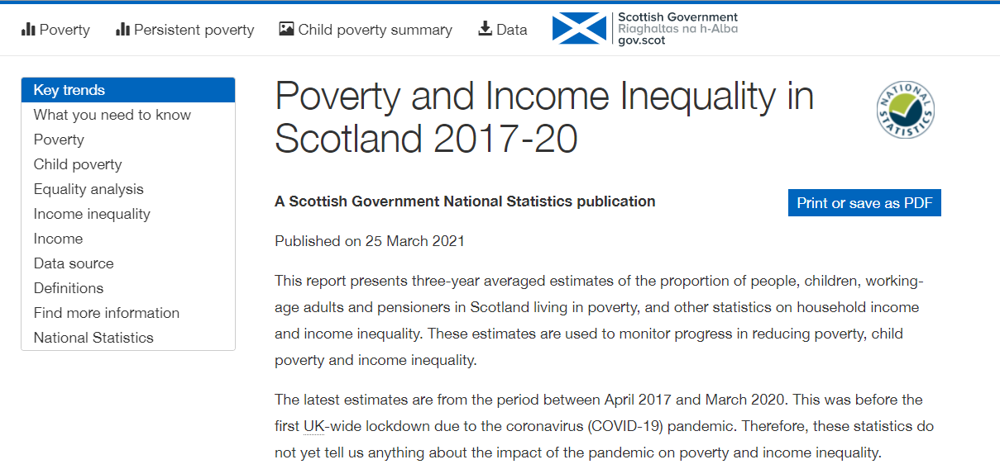 Poverty
Persistent poverty
Child poverty summary
Data
Scottish Government
Riaghaltas na h-Alba
gov.scot
Key trends
What you need to know
Poverty
Child poverty
Equality analysis
Income inequality
Income
Data source
Definitions
Find more information
National Statistics
Poverty and Income Inequality in
Scotland 2017-20
NATIONAL STATISTICS
A Scottish Government National Statistics publication
Print or save as PDF
Published on 25 March 2021
This report presents three-year averaged estimates of the proportion of people, children, working-
age adults and pensioners in Scotland living in poverty, and other statistics on household income
and income inequality. These estimates are used to monitor progress in reducing poverty, child
poverty and income inequality.
The latest estimates are from the period between April 2017 and March 2020. This was before the
first UK-wide lockdown due to the coronavirus (COVID-19) pandemic. Therefore, these statistics do
not yet tell us anything about the impact of the pandemic on poverty and income inequality.